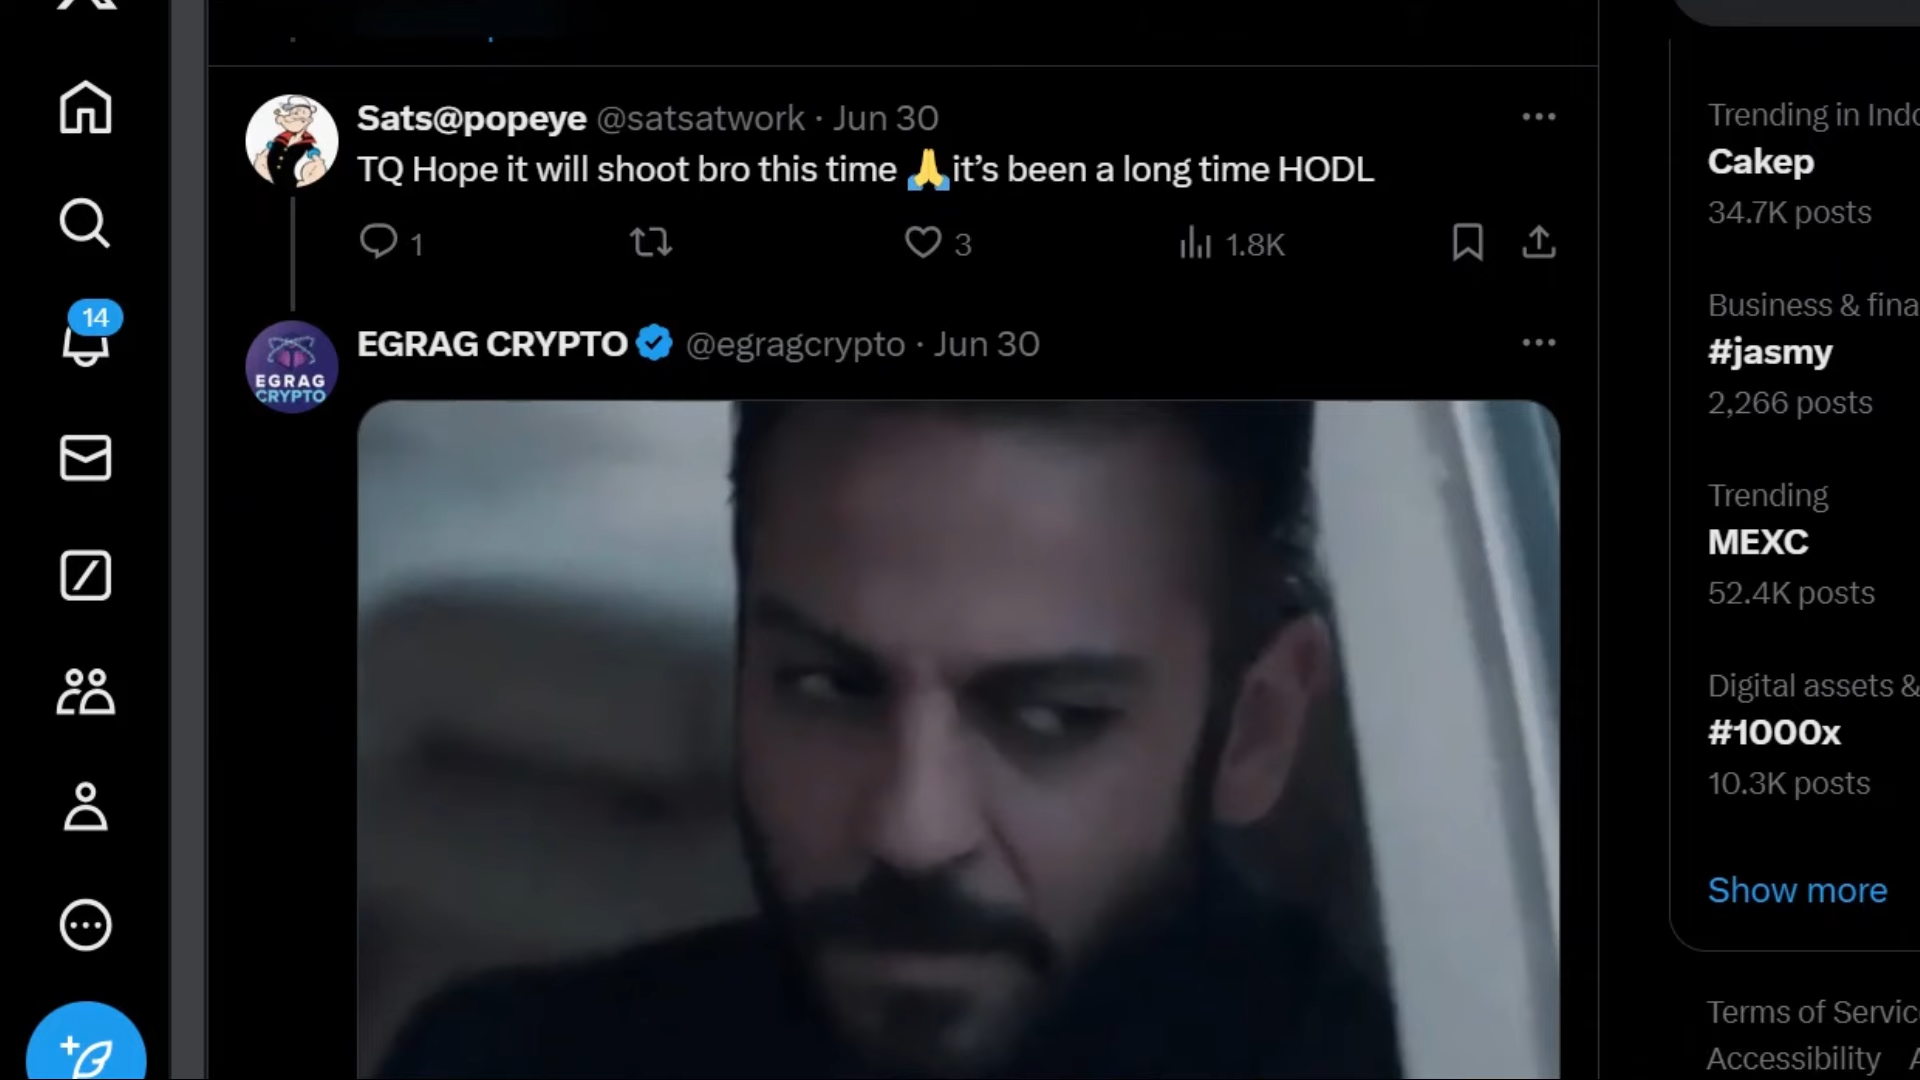 Sats@popeye @satsatwork · Jun 30
TQ Hope it will shoot bro this time 🙏it's been a long time HODL
1
3
1.8K
14
EGRAG CRYPTO @egragcrypto · Jun 30
EGRAG
CRYPTO
Trending in Indo
Cakep
34.7K posts
Business & fina
#jasmy
2,266 posts
Trending
MEXC
52.4K posts
Digital assets &
#1000x
10.3K posts
Show more
Terms of Servic
Accessibility